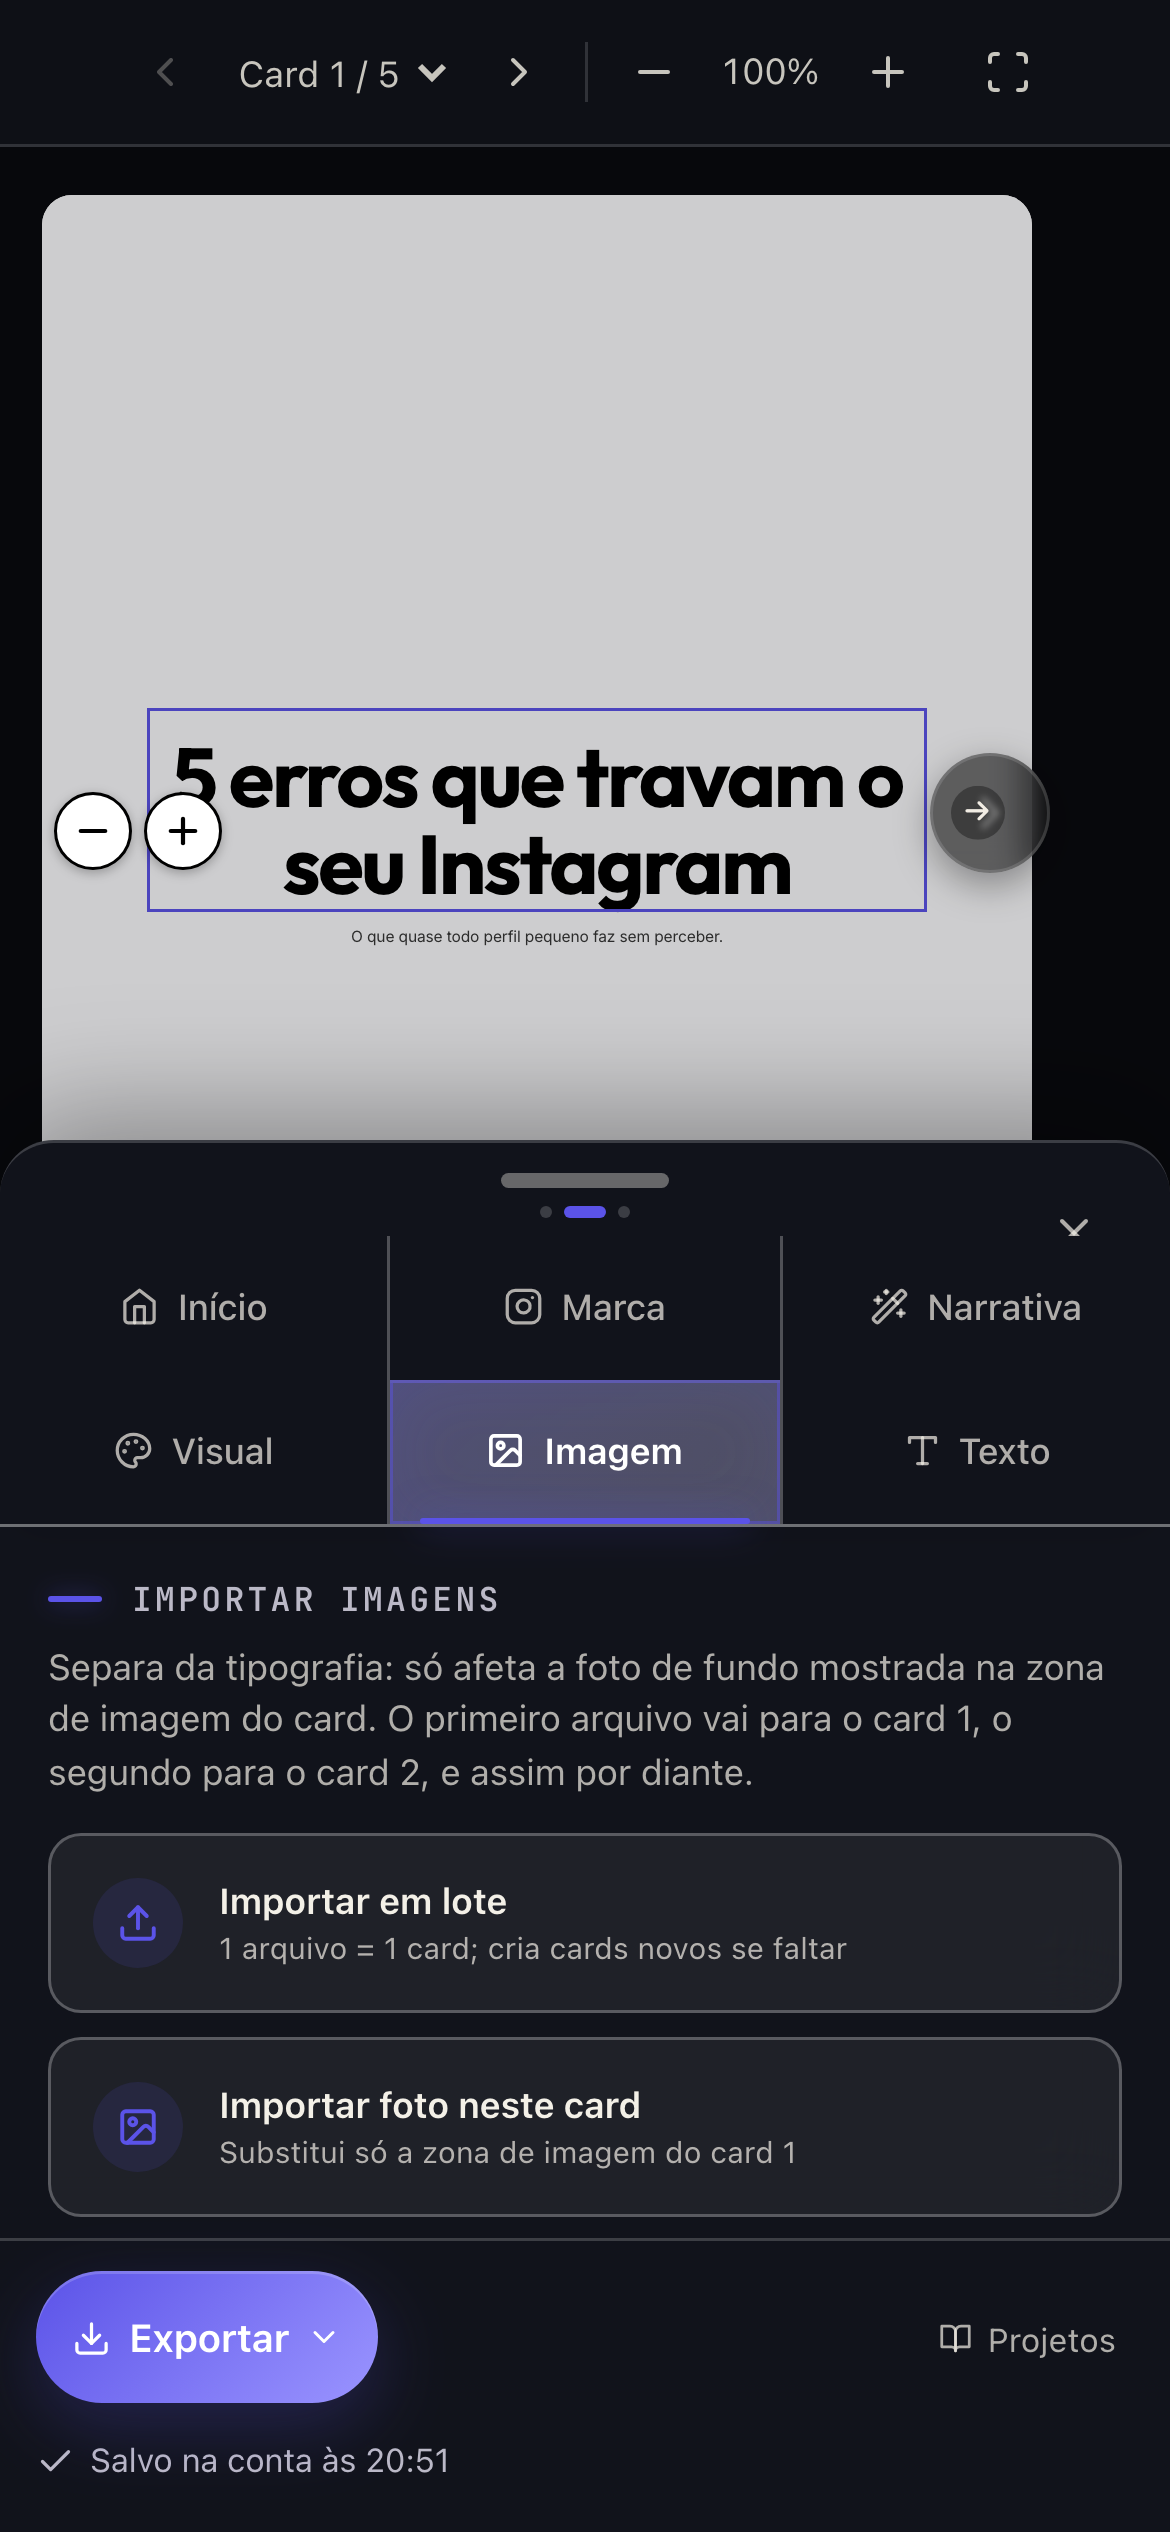 Card 1 / 5
100%
5 erros que travam o
seu Instagram
O que quase todo perfil pequeno faz sem perceber.
Início
Marca
Narrativa
Visual
Imagem
Texto
IMPORTAR IMAGENS
Separa da tipografia: só afeta a foto de fundo mostrada na zona
de imagem do card. O primeiro arquivo vai para o card 1, o
segundo para o card 2, e assim por diante.
Importar em lote
1 arquivo = 1 card; cria cards novos se faltar
Importar foto neste card
Substitui só a zona de imagem do card 1
Exportar
Projetos
Salvo na conta às 20:51